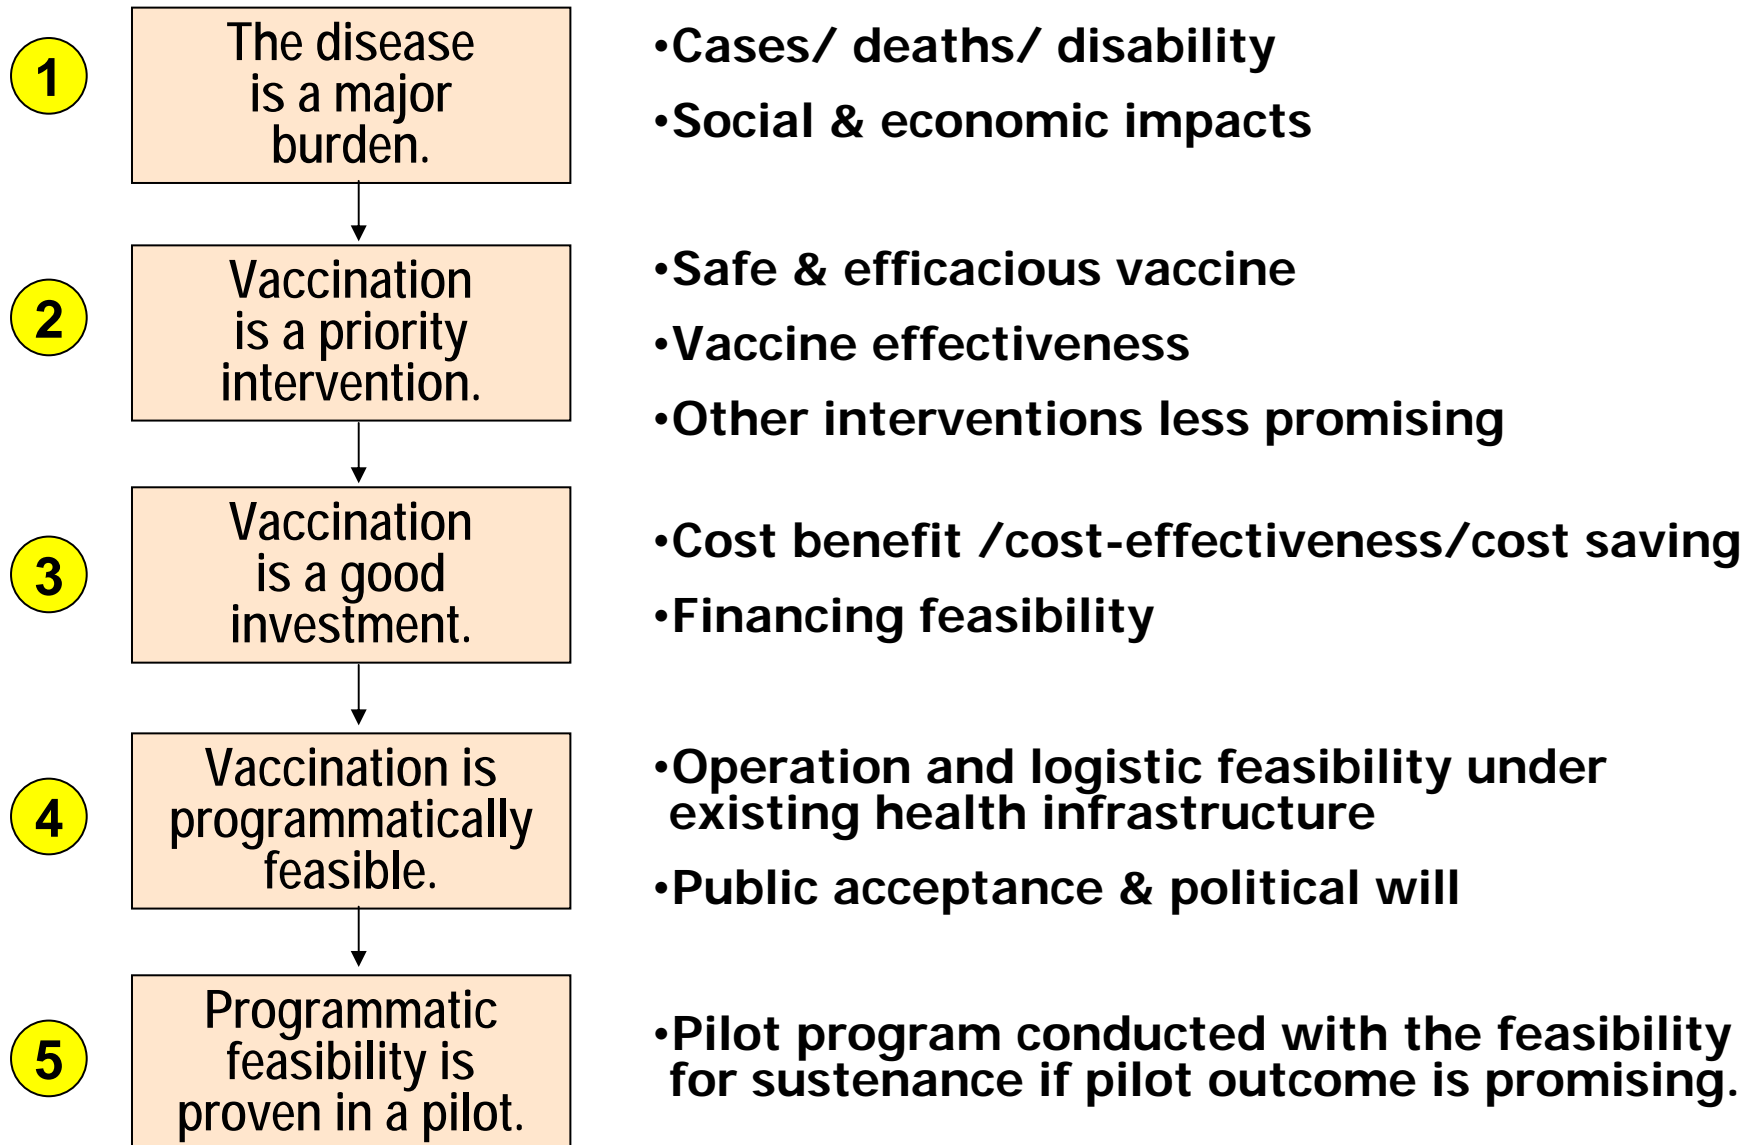 1
The disease
is a major
burden.
•Cases/ deaths/ disability
•Social & economic impacts
2
Vaccination
is a priority
intervention.
•Safe & efficacious vaccine
•Vaccine effectiveness
•Other interventions less promising
3
Vaccination
is a good
investment.
•Cost benefit /cost-effectiveness/cost saving
•Financing feasibility
4
Vaccination is
programmatically
feasible.
•Operation and logistic feasibility under
existing health infrastructure
•Public acceptance & political will
5
Programmatic
feasibility is
proven in a pilot.
•Pilot program conducted with the feasibility
for sustenance if pilot outcome is promising.